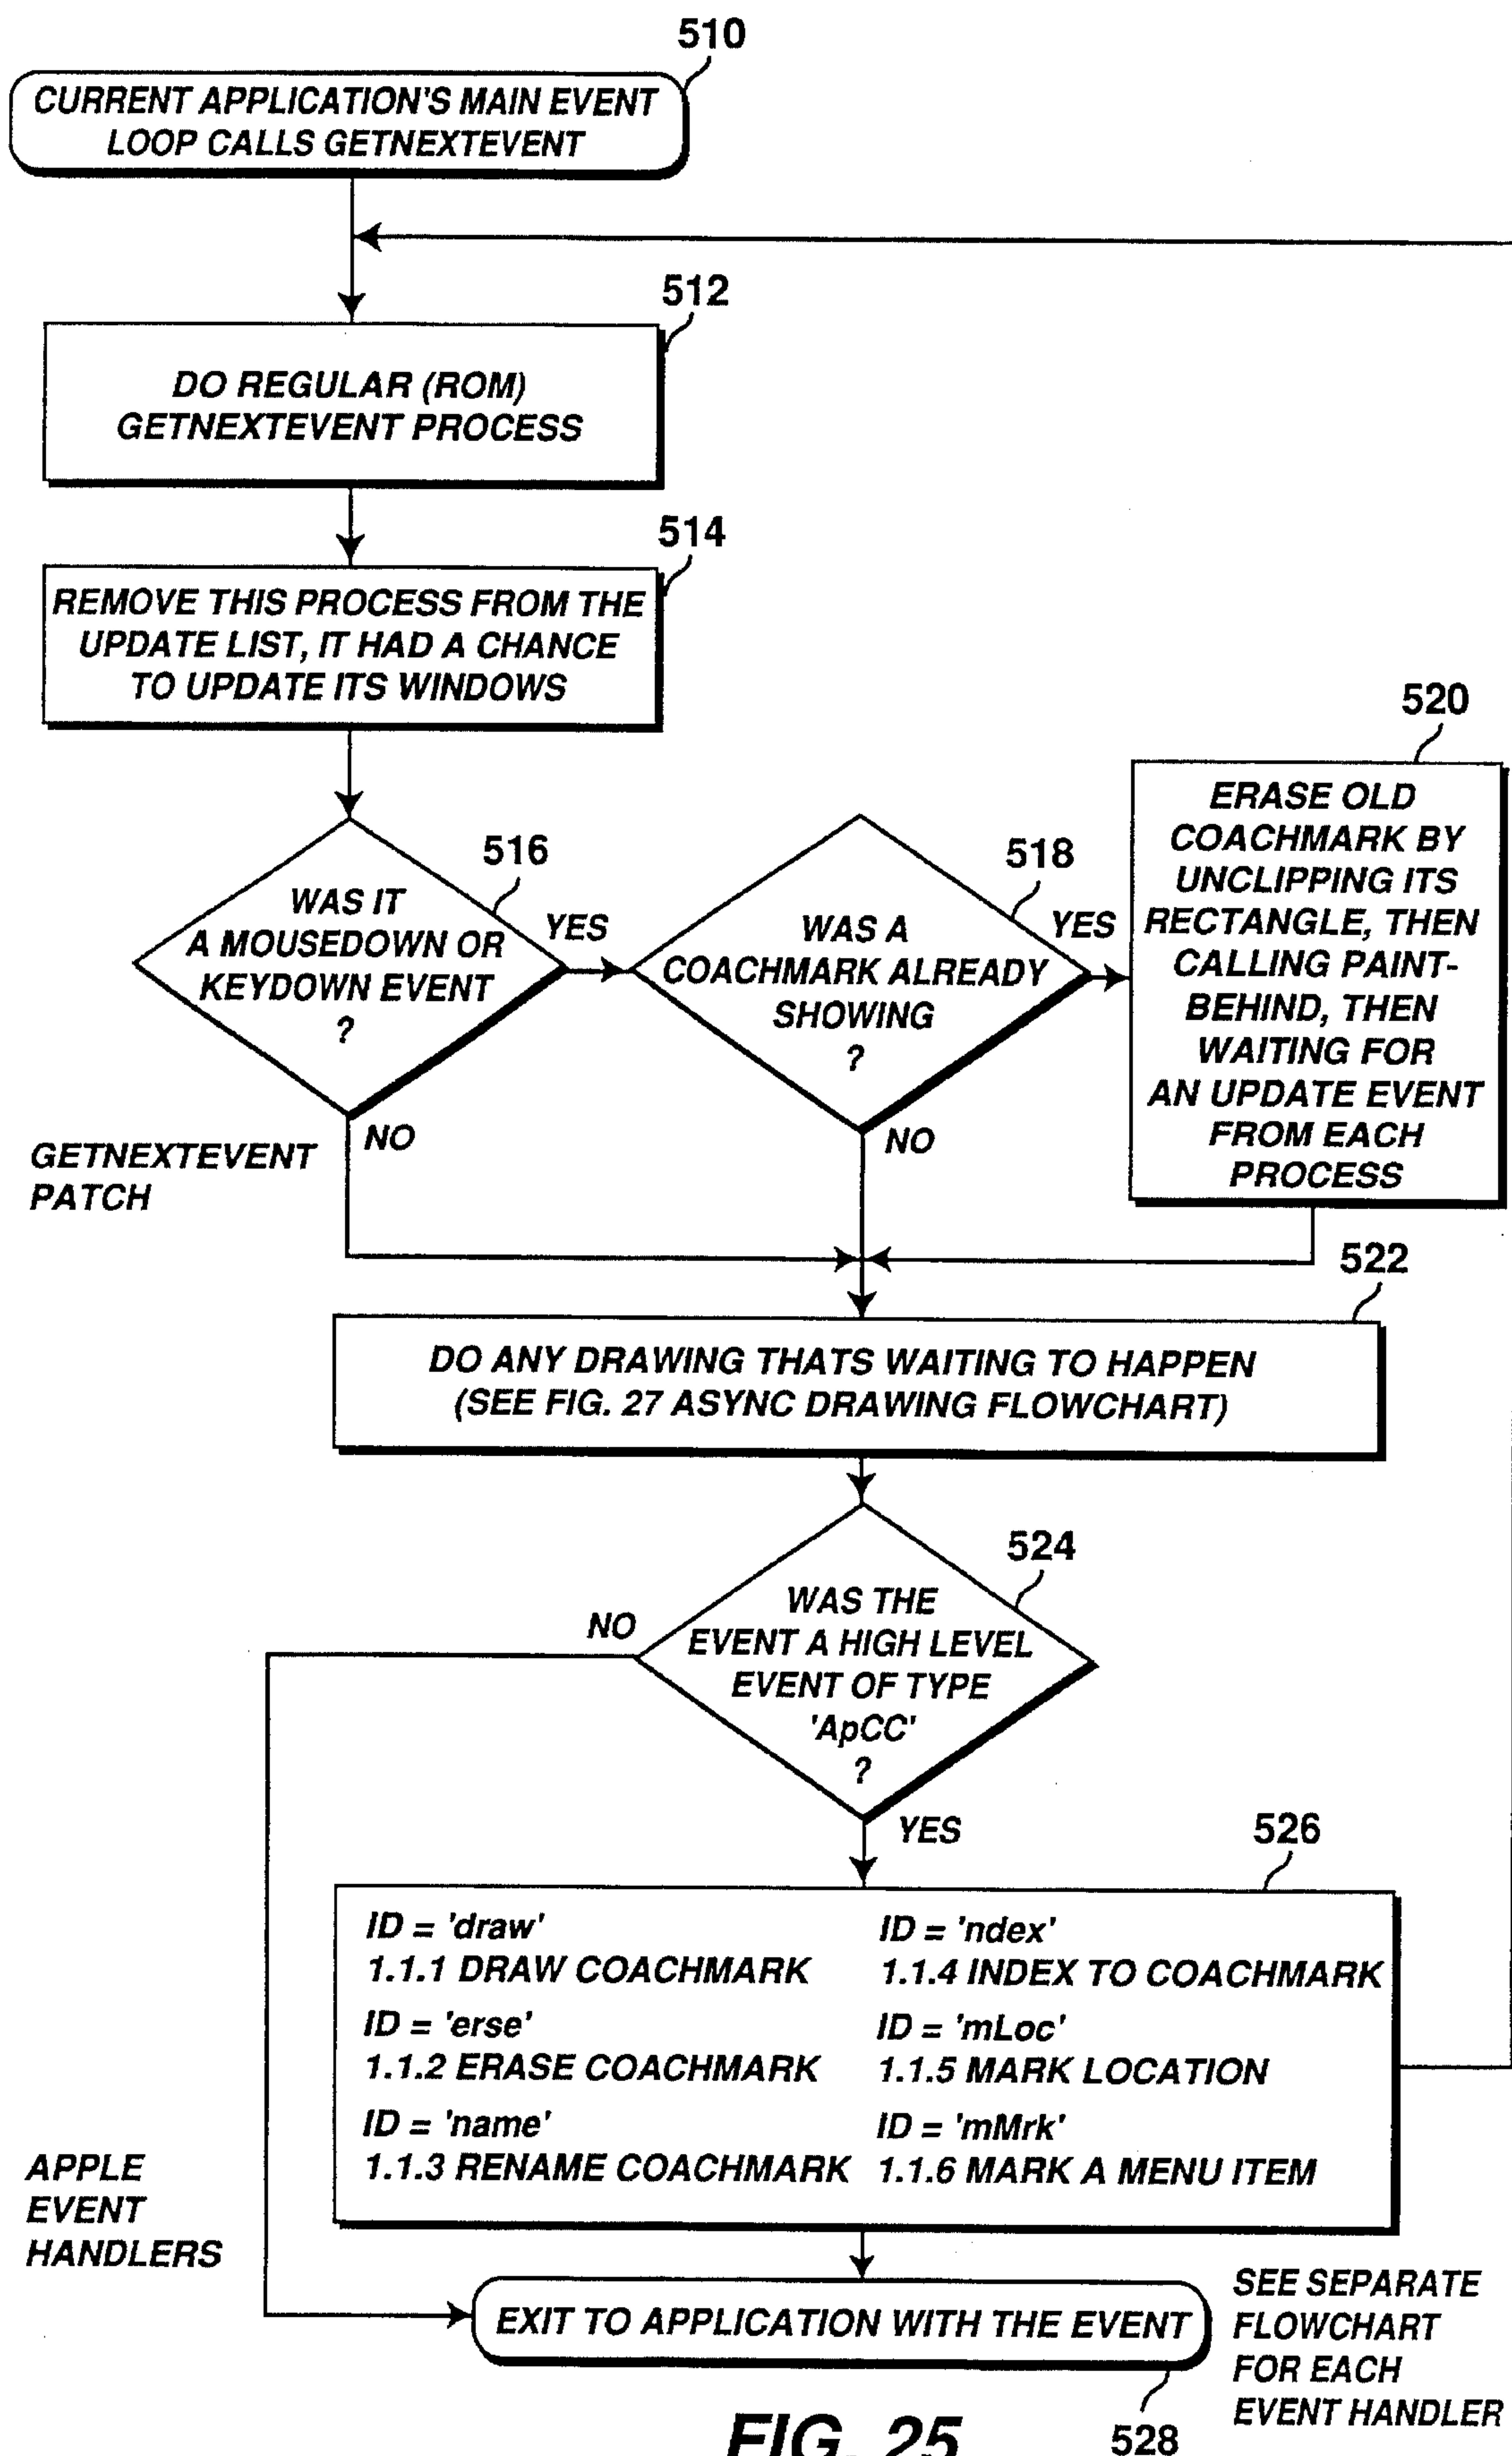 510
CURRENT APPLICATION'S MAIN EVENT
LOOP CALLS GETNEXTEVENT
512
DO REGULAR (ROM)
GETNEXTEVENT PROCESS
514
REMOVE THIS PROCESS FROM THE
UPDATE LIST, IT HAD A CHANCE
TO UPDATE ITS WINDOWS
516
WAS IT
A MOUSEDOWN OR
KEYDOWN EVENT
?
YES
NO
518
WAS A
COACHMARK ALREADY
SHOWING
?
YES
NO
520
ERASE OLD
COACHMARK BY
UNCLIPPING ITS
RECTANGLE, THEN
CALLING PAINT-
BEHIND, THEN
WAITING FOR
AN UPDATE EVENT
FROM EACH
PROCESS
GETNEXTEVENT
PATCH
522
DO ANY DRAWING THATS WAITING TO HAPPEN
(SEE FIG. 27 ASYNC DRAWING FLOWCHART)
524
WAS THE
EVENT A HIGH LEVEL
EVENT OF TYPE
'ApCC'
?
NO
YES
526
ID = 'draw'
1.1.1 DRAW COACHMARK
ID = 'erse'
1.1.2 ERASE COACHMARK
ID = 'name'
1.1.3 RENAME COACHMARK
ID = 'ndex'
1.1.4 INDEX TO COACHMARK
ID = 'mLoc'
1.1.5 MARK LOCATION
ID = 'mMrk'
1.1.6 MARK A MENU ITEM
APPLE
EVENT
HANDLERS
EXIT TO APPLICATION WITH THE EVENT
528
SEE SEPARATE
FLOWCHART
FOR EACH
EVENT HANDLER
FIG. 25